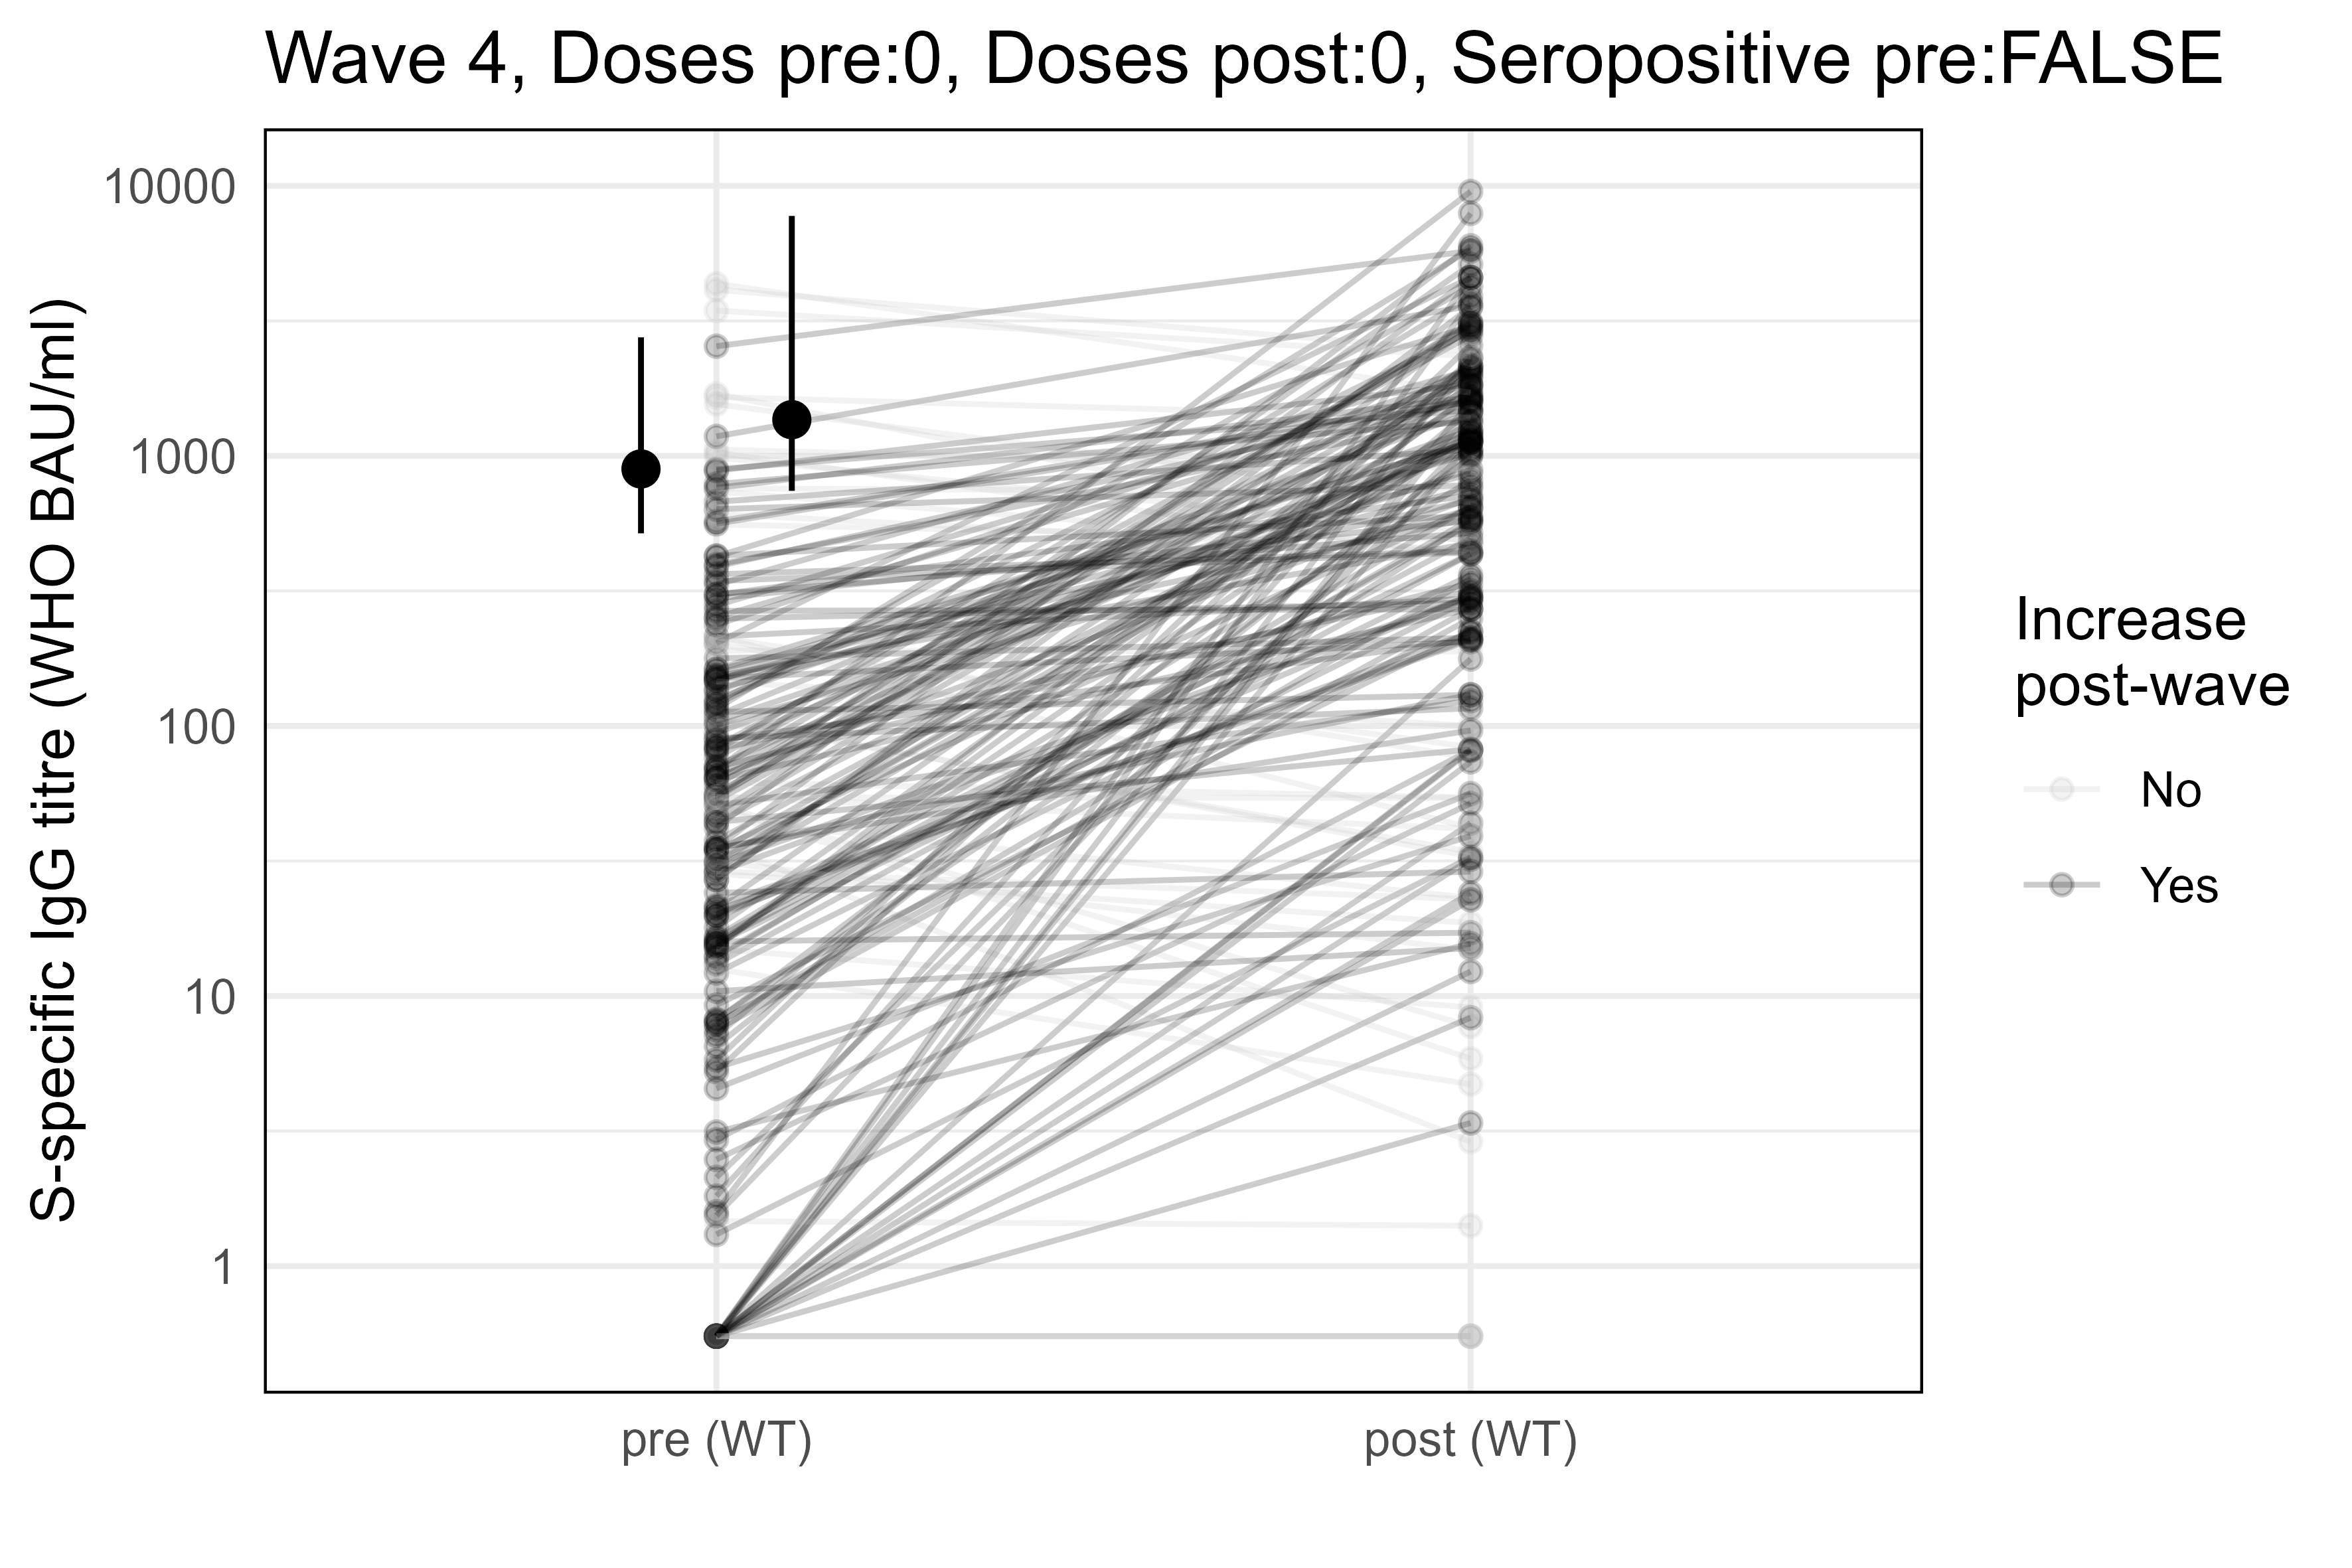 Wave 4, Doses pre:0, Doses post:0, Seropositive pre:FALSE
S-specific IgG titre (WHO BAU/ml)
10000
1000
100
10
1
pre (WT)
post (WT)
Increase
post-wave
No
Yes